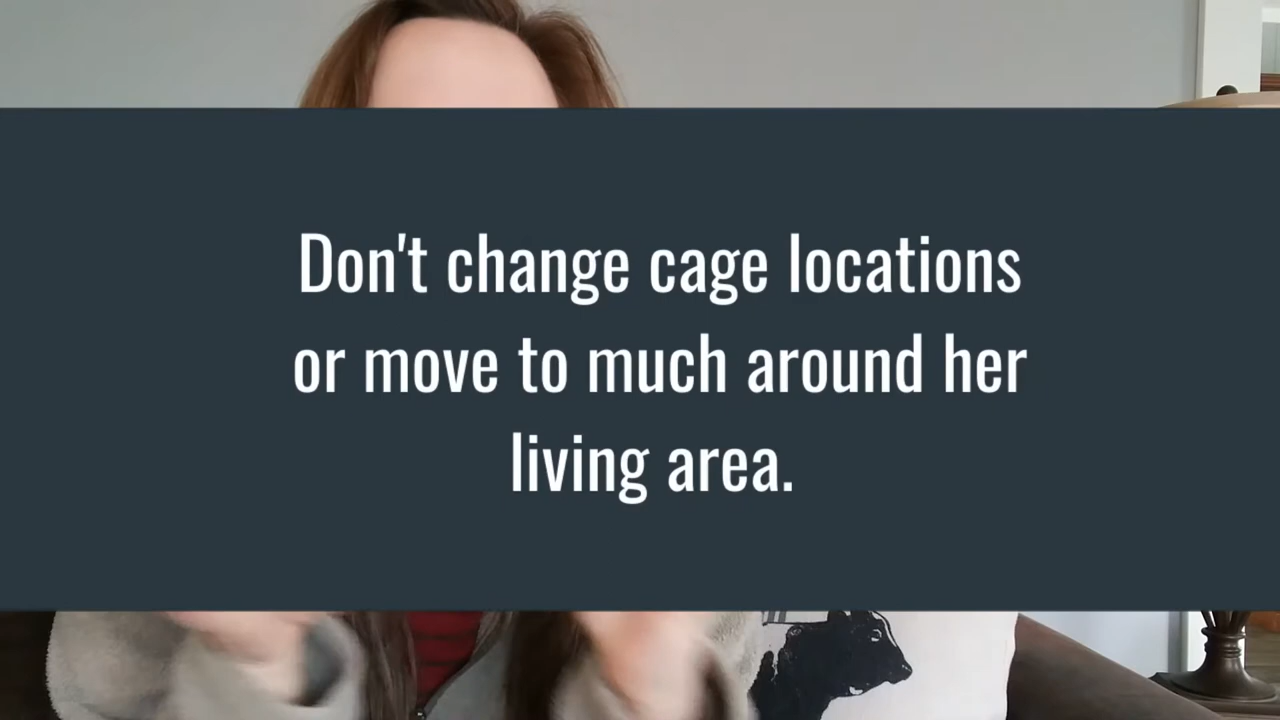 Don't change cage locations
or move to much around her
living area.